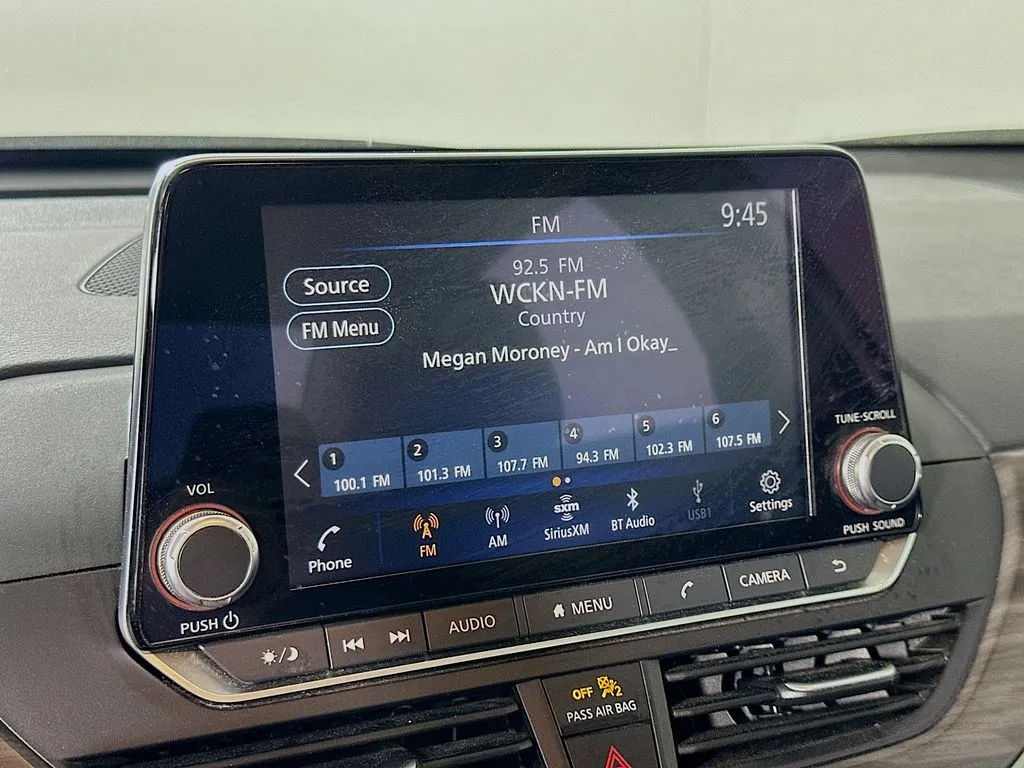 FM
9:45
Source
92.5 FM
WCKN-FM
FM Menu
Country
Megan Moroney - Am I Okay_
1
100.1 FM
2
101.3 FM
3
107.7 FM
4
94.3 FM
5
102.3 FM
6
107.5 FM
Phone
FM
AM
sxm
SiriusXM
BT Audio
USB1
Settings
VOL
PUSH
TUNE-SCROLL
PUSH SOUND
AUDIO
MENU
CAMERA
OFF
2
PASS AIR BAG